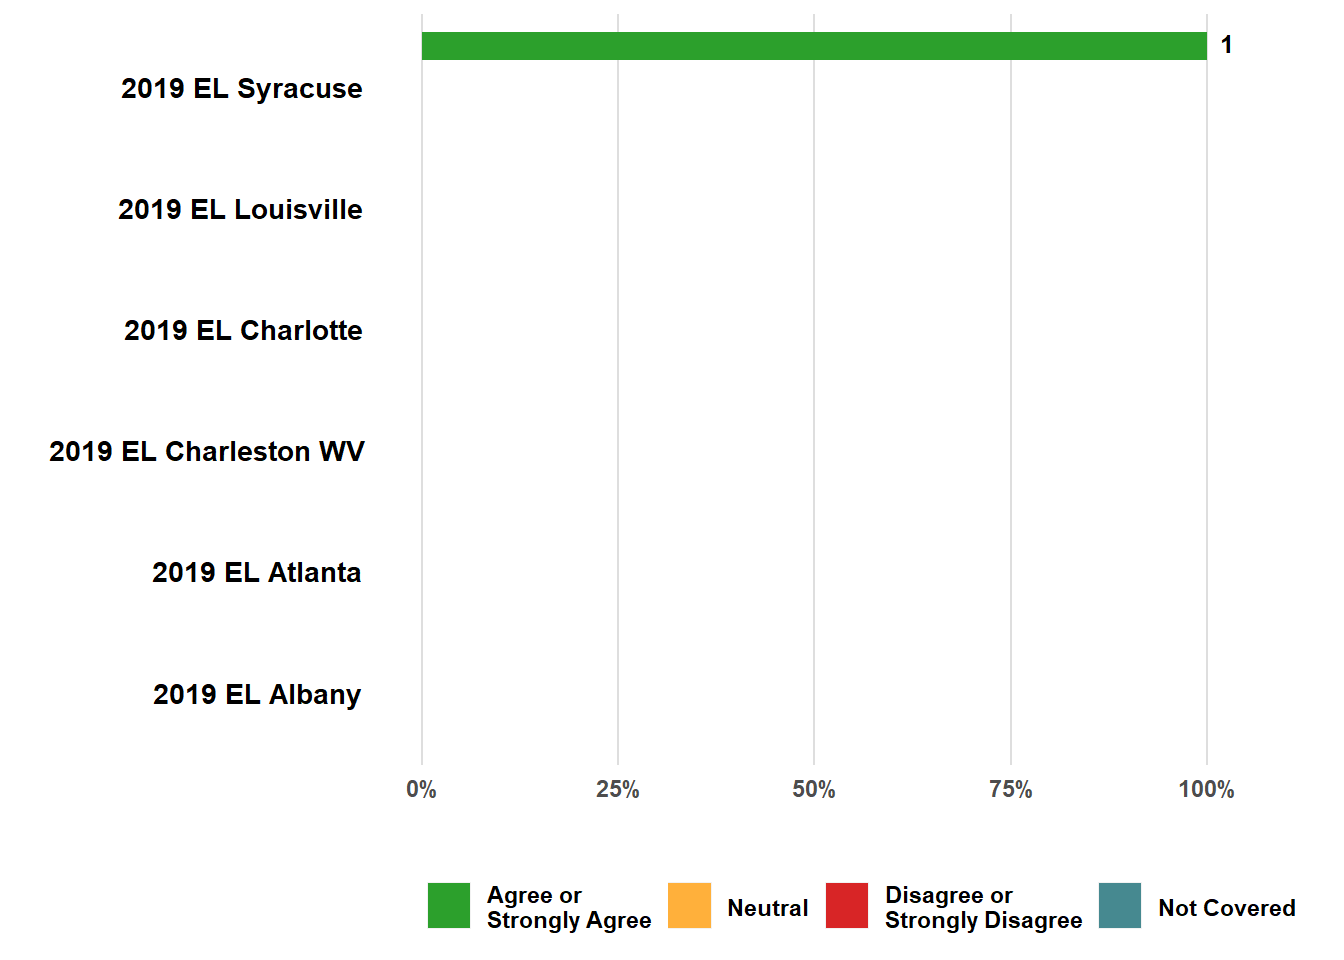 1
2019 EL Syracuse
2019 EL Louisville
2019 EL Charlotte
2019 EL Charleston WV
2019 EL Atlanta
2019 EL Albany
0% 25% 50% 75% 100%
Agree or
Strongly Agree
Neutral
Disagree or
Strongly Disagree
Not Covered